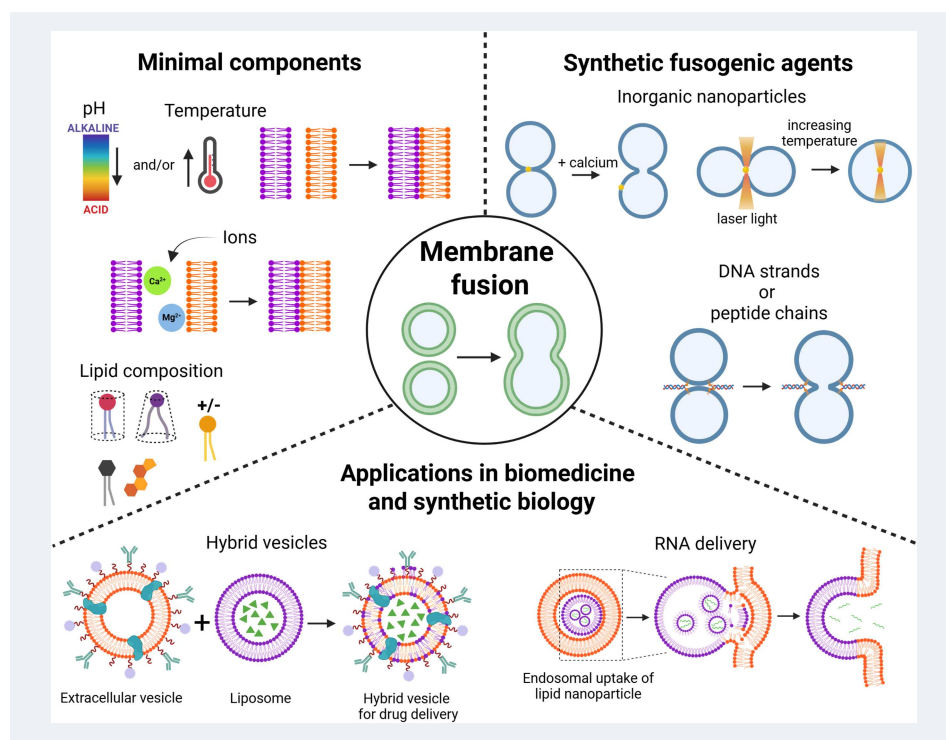 Minimal components
pH
ALKALINE
ACID
and/or
Temperature
Ions
Ca²⁺
Mg²⁺
Lipid composition
+/-
Synthetic fusogenic agents
Inorganic nanoparticles
+ calcium
laser light
increasing
temperature
DNA strands
or
peptide chains
Membrane
fusion
Applications in biomedicine
and synthetic biology
Hybrid vesicles
+
Extracellular vesicle
Liposome
Hybrid vesicle
for drug delivery
RNA delivery
Endosomal uptake of
lipid nanoparticle